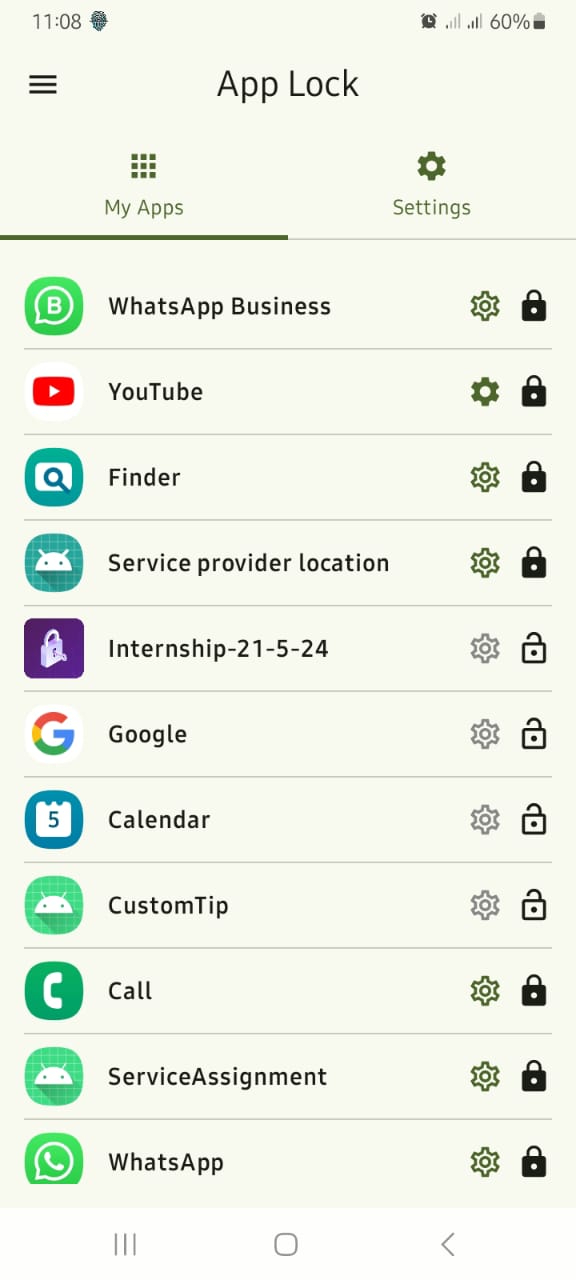 11:08 60%
App Lock
My Apps Settings
B WhatsApp Business
YouTube
Finder
Service provider location
Internship-21-5-24
Google
5 Calendar
CustomTip
Call
ServiceAssignment
WhatsApp